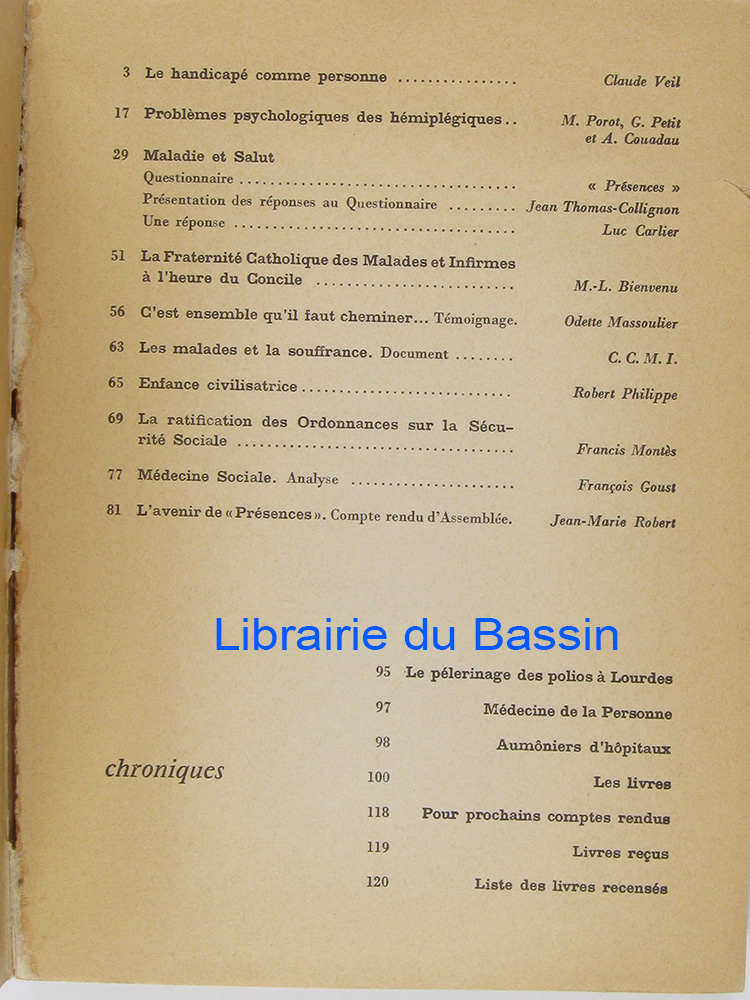 3 Le handicapé comme personne ................ Claude Veil
17 Problèmes psychologiques des hémiplégiques.. M. Porot, G. Petit
et A. Couadau
29 Maladie et Salut
Questionnaire .................................... « Présences »
Présentation des réponses au Questionnaire ......... Jean Thomas-Collignon
Une réponse ..................................... Luc Carlier
51 La Fraternité Catholique des Malades et Infirmes
à l'heure du Concile .......................... M.-L. Bienvenu
56 C'est ensemble qu'il faut cheminer... Témoignage. Odette Massoulier
63 Les malades et la souffrance. Document ........ C. C. M. I.
65 Enfance civilisatrice ............................ Robert Philippe
69 La ratification des Ordonnances sur la Sécu-
rité Sociale ..................................... Francis Montès
77 Médecine Sociale. Analyse ...................... François Goust
81 L'avenir de « Présences ». Compte rendu d'Assemblée. Jean-Marie Robert
Librairie du Bassin
chroniques
95 Le pélerinage des polios à Lourdes
97 Médecine de la Personne
98 Aumôniers d'hôpitaux
100 Les livres
118 Pour prochains comptes rendus
119 Livres reçus
120 Liste des livres recensés